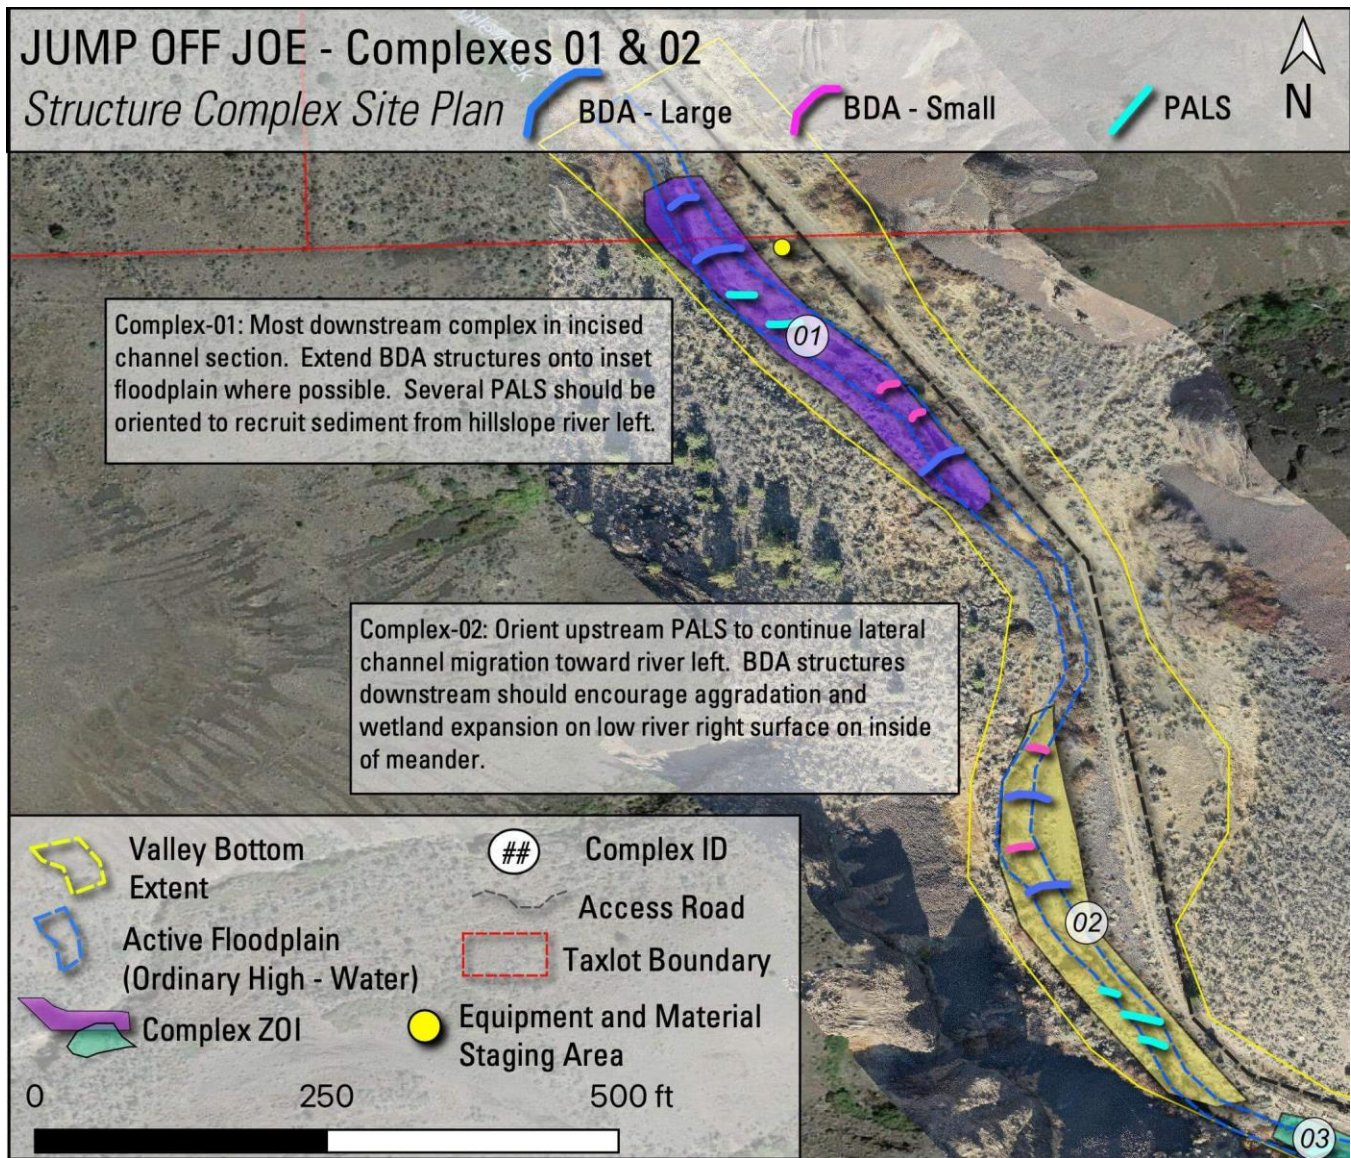 JUMP OFF JOE - Complexes 01 & 02
Structure Complex Site Plan
BDA - Large
BDA - Small
PALS
N
01
Complex-01: Most downstream complex in incised
channel section. Extend BDA structures onto inset
floodplain where possible. Several PALS should be
oriented to recruit sediment from hillslope river left.
Complex-02: Orient upstream PALS to continue lateral
channel migration toward river left. BDA structures
downstream should encourage aggradation and
wetland expansion on low river right surface on inside
of meander.
02
03
Valley Bottom
Extent
Active Floodplain
(Ordinary High - Water)
Complex ZOI
##
Complex ID
Access Road
Taxlot Boundary
Equipment and Material
Staging Area
0 250 500 ft